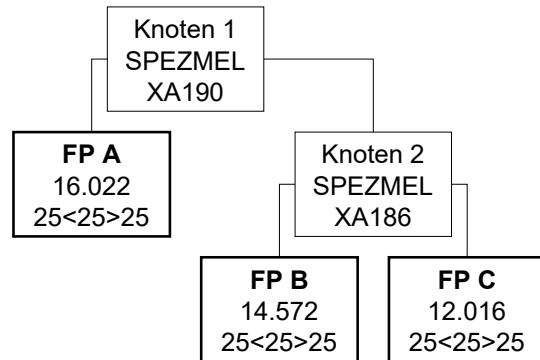 Knoten 1
SPEZMEL
XA190
FP A
16.022
25<25>25
Knoten 2
SPEZMEL
XA186
FP B
14.572
25<25>25
FP C
12.016
25<25>25